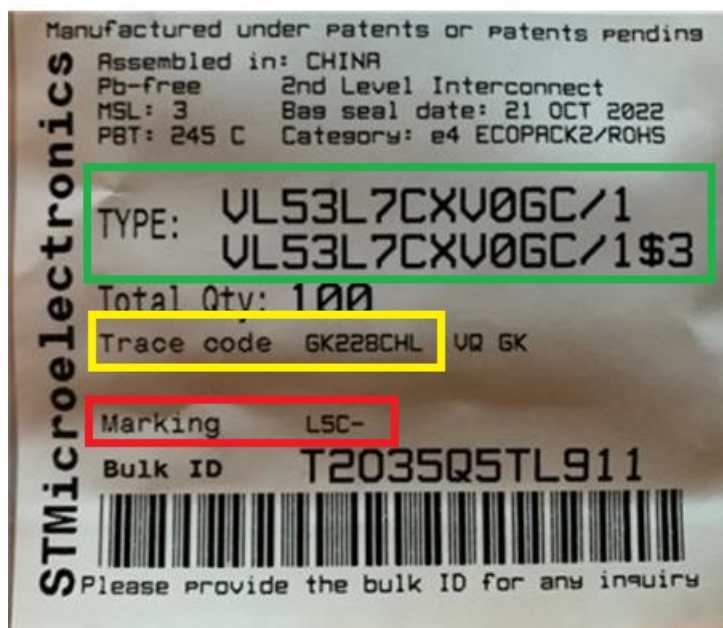 Manufactured under patents or patents pending
STMicroelectronics
Assembled in: CHINA
Pb-free 2nd Level Interconnect
MSL: 3 Bag seal date: 21 OCT 2022
PBT: 245 C Category: e4 ECOPACK2/ROHS
TYPE: VL53L7CXV0GC/1
VL53L7CXV0GC/1$3
Total Qty: 100
Trace code GK228CHL VQ GK
Marking L5C-
Bulk ID T2035Q5TL911
Please provide the bulk ID for any inquiry